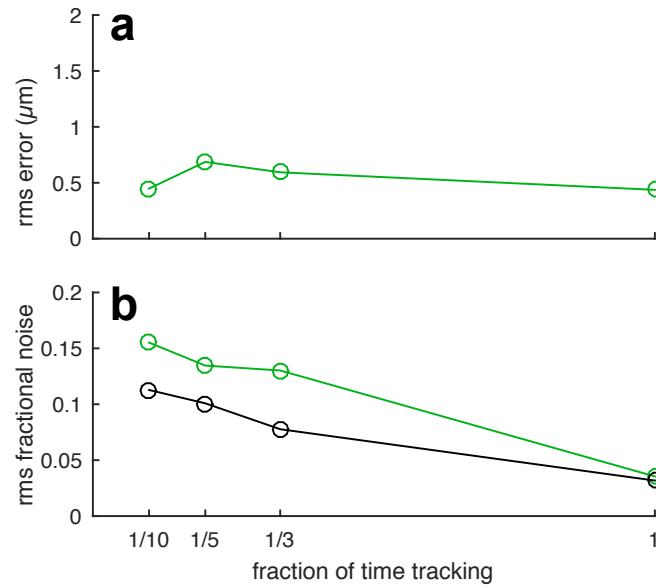 a
2
1.5
1
0.5
0
rms error (µm)
b
0.2
0.15
0.1
0.05
0
rms fractional noise
1/10 1/5 1/3 1
fraction of time tracking